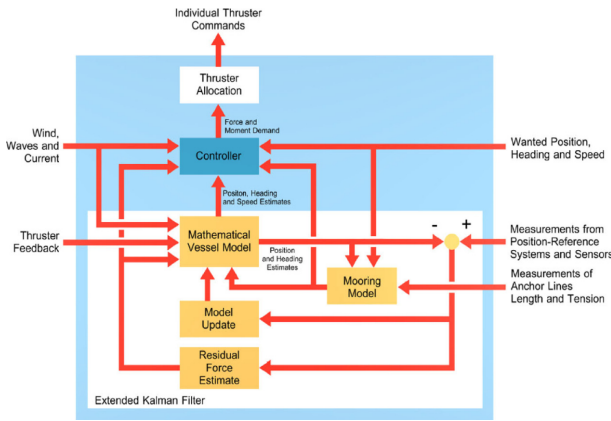 Individual Thruster
Commands
Thruster
Allocation
Force and
Moment Demand
Wind,
Waves and
Current
Controller
Wanted Position,
Heading and Speed
Positon, Heading
and Speed Estimates
Thruster
Feedback
Mathematical
Vessel Model
Position
and Heading
Estimates
- +
Measurements from
Position-Reference
Systems and Sensors
Mooring
Model
Measurements of
Anchor Lines
Length and Tension
Model
Update
Residual
Force
Estimate
Extended Kalman Filter